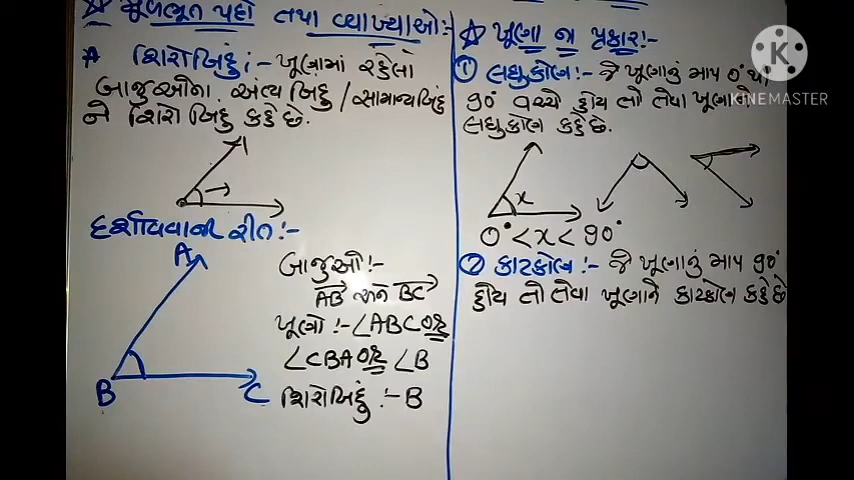 ☆ મૂળભૂત પદો તથા વ્યાખ્યાઓ:-
* શિરોબિંદુ :- ખૂણામાં રહેલા
બાજુઓના અંત્ય બિંદુ / સામાન્ય બિંદુ
ને શિરોબિંદુ કહે છે.
દર્શાવવાની રીત :-
A
B
C
બાજુઓ :-
AB અને BC
ખૂણો :- ∠ABC અથવા
∠CBA અથવા ∠B
શિરોબિંદું :- B
☆ ખૂણા ના પ્રકાર :-
① લઘુકોણ :- જે ખૂણાનું માપ 0° થી
90° વચ્ચે હોય તો તેવા ખૂણાને
લઘુકોણ કહે છે.
x
0° < x < 90°
② કાટકોણ :- જે ખૂણાનું માપ 90°
હોય તો તેવા ખૂણાને કાટકોણ કહે છે
K
KINEMASTER